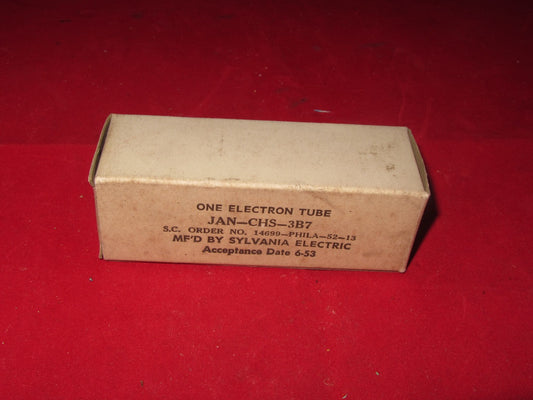 ONE ELECTRON TUBE
JAN—CHS—3B7
S.C. ORDER NO. 14699—PHILA—52—13
MF'D BY SYLVANIA ELECTRIC
Acceptance Date 6-53